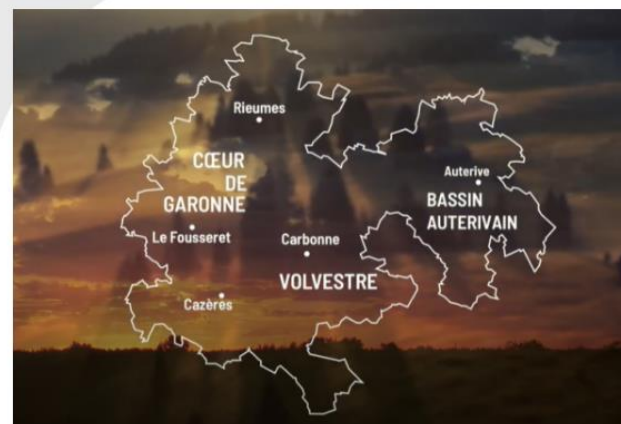 Rieumes
CŒUR
DE
GARONNE
Auterive
BASSIN
AUTERIVAIN
Le Fousseret
Carbonne
VOLVESTRE
Cazères